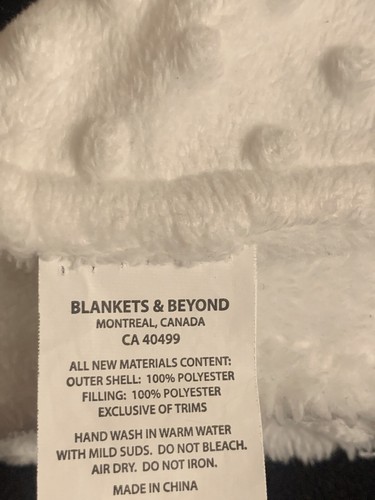 BLANKETS & BEYOND
MONTREAL, CANADA
CA 40499
ALL NEW MATERIALS CONTENT:
OUTER SHELL: 100% POLYESTER
FILLING: 100% POLYESTER
EXCLUSIVE OF TRIMS
HAND WASH IN WARM WATER
WITH MILD SUDS. DO NOT BLEACH.
AIR DRY. DO NOT IRON.
MADE IN CHINA